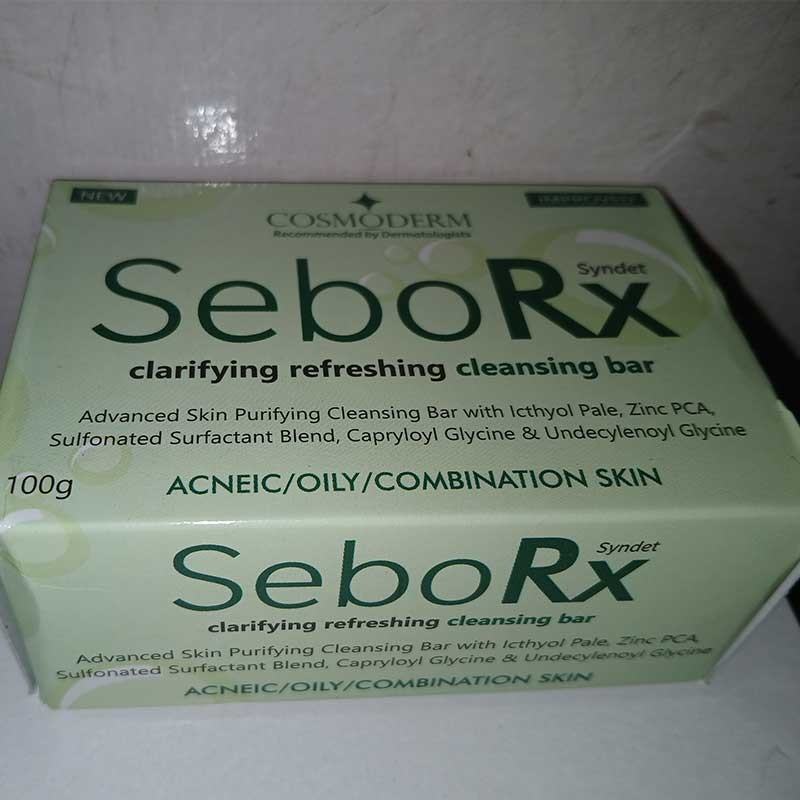 NEW
COSMODERM
Recommended by Dermatologists
SeboRx
Syndet
clarifying refreshing cleansing bar
Advanced Skin Purifying Cleansing Bar with Icthyol Pale, Zinc PCA,
Sulfonated Surfactant Blend, Capryloyl Glycine & Undecylenoyl Glycine
100g
ACNEIC/OILY/COMBINATION SKIN
SeboRx
Syndet
clarifying refreshing cleansing bar
Advanced Skin Purifying Cleansing Bar with Icthyol Pale, Zinc PCA,
Sulfonated Surfactant Blend, Capryloyl Glycine & Undecylenoyl Glycine
ACNEIC/OILY/COMBINATION SKIN